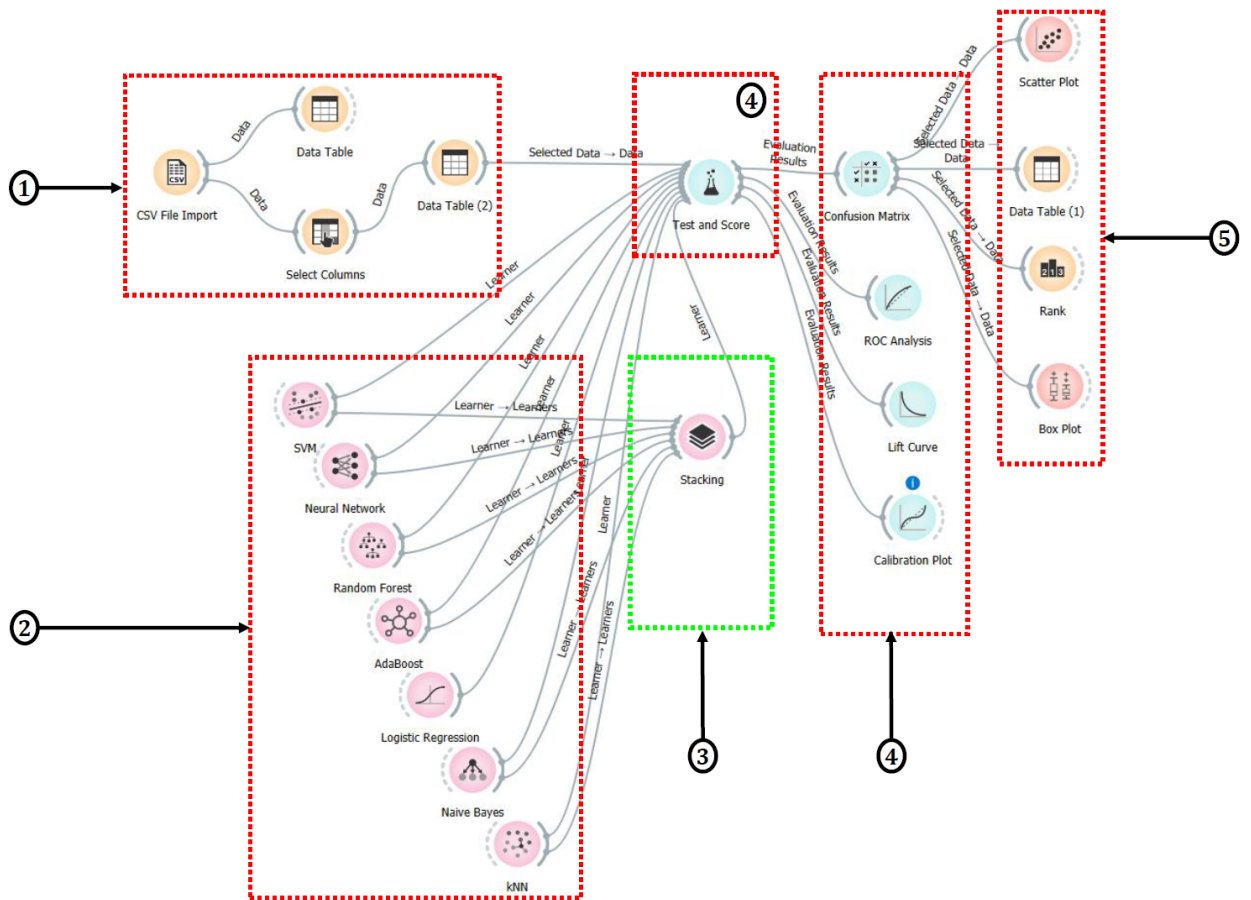 CSV
CSV File Import
Data
Data
Data Table
Select Columns
Data
Data Table (2)
1
Selected Data → Data
4
Test and Score
Learner
Learner
Learner
Learner
Learner
Learner
Learner
Learner
SVM
Neural Network
Random Forest
AdaBoost
Logistic Regression
Naive Bayes
kNN
2
Learner → Learners
Learner → Learners
Learner → Learners
Learner → Learners
Learner → Learners
Learner → Learners
Stacking
3
Evaluation
Results
Evaluation Results
Evaluation Results
Evaluation Results
Confusion Matrix
ROC Analysis
Lift Curve
i
Calibration Plot
4
Selected Data → Data
Selected Data →
Data
Selected Data → Data
Selected Data → Data
Scatter Plot
Data Table (1)
2 1 3
Rank
Box Plot
5